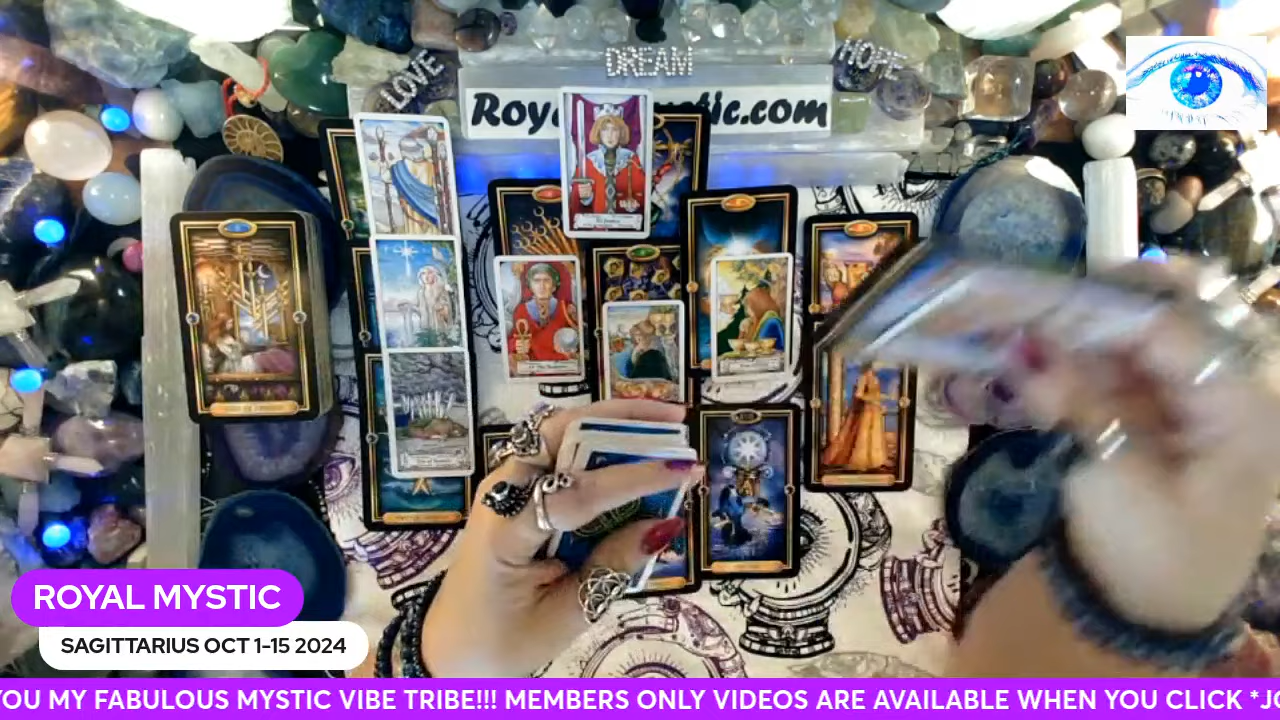 LOVE
DREAM
HOPE
Roy
tic.com
ROYAL MYSTIC
SAGITTARIUS OCT 1-15 2024
YOU MY FABULOUS MYSTIC VIBE TRIBE!!! MEMBERS ONLY VIDEOS ARE AVAILABLE WHEN YOU CLICK *JO